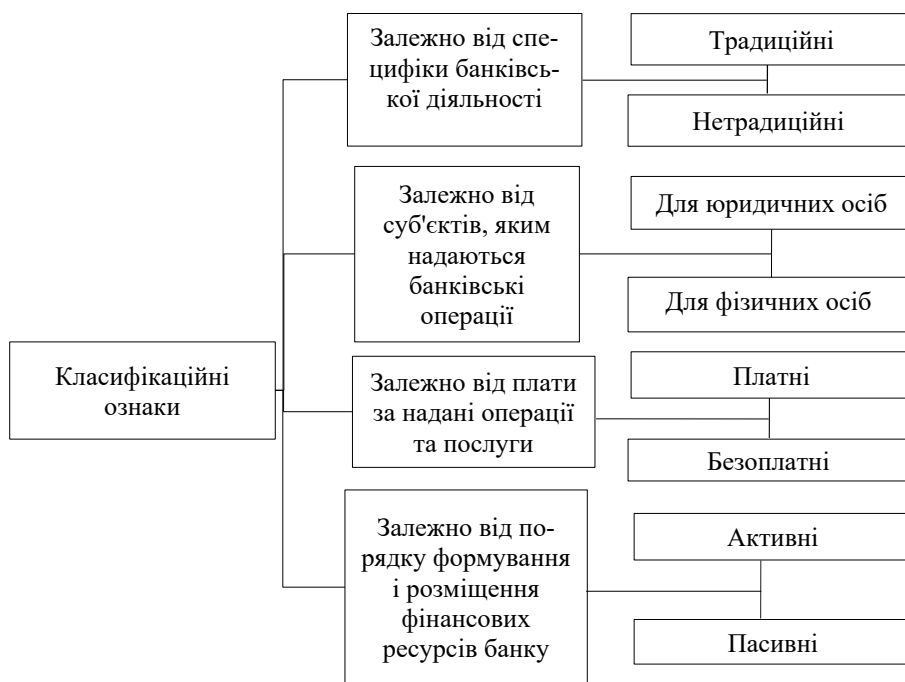 Класифікаційні
ознаки
Залежно від спе-
цифіки банківсь-
кої діяльності
Традиційні
Нетрадиційні
Залежно від
суб'єктів, яким
надаються
банківські
операції
Для юридичних осіб
Для фізичних осіб
Залежно від плати
за надані операції
та послуги
Платні
Безоплатні
Залежно від по-
рядку формування
і розміщення
фінансових
ресурсів банку
Активні
Пасивні